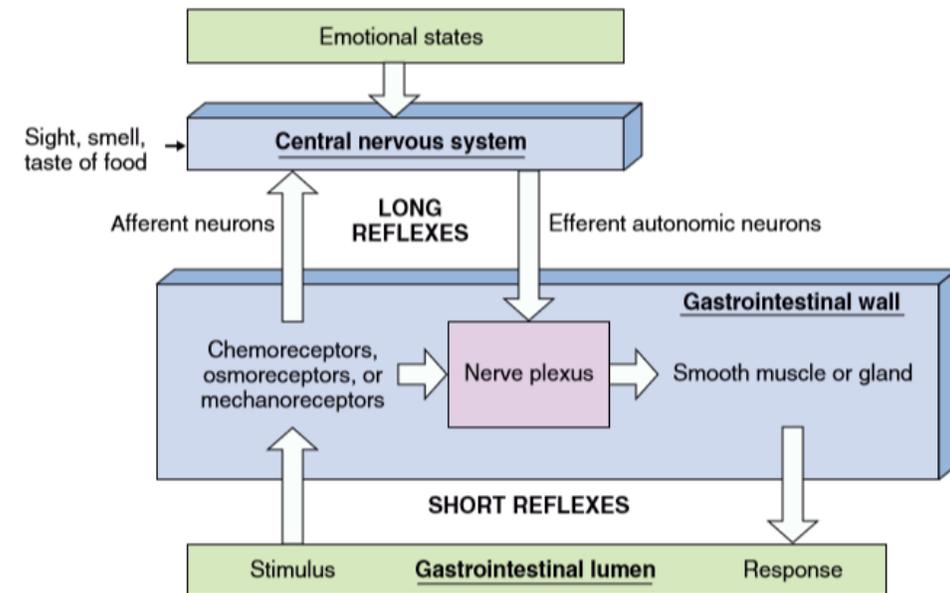 Emotional states
Sight, smell,
taste of food
Central nervous system
Afferent neurons
LONG
REFLEXES
Efferent autonomic neurons
Gastrointestinal wall
Chemoreceptors,
osmoreceptors, or
mechanoreceptors
Nerve plexus
Smooth muscle or gland
SHORT REFLEXES
Stimulus
Gastrointestinal lumen
Response